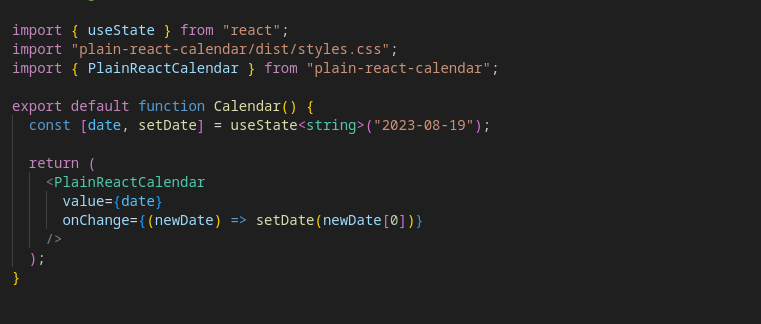 import { useState } from "react";
import "plain-react-calendar/dist/styles.css";
import { PlainReactCalendar } from "plain-react-calendar";

export default function Calendar() {
  const [date, setDate] = useState<string>("2023-08-19");

  return (
    <PlainReactCalendar
      value={date}
      onChange={(newDate) => setDate(newDate[0])}
    />
  );
}